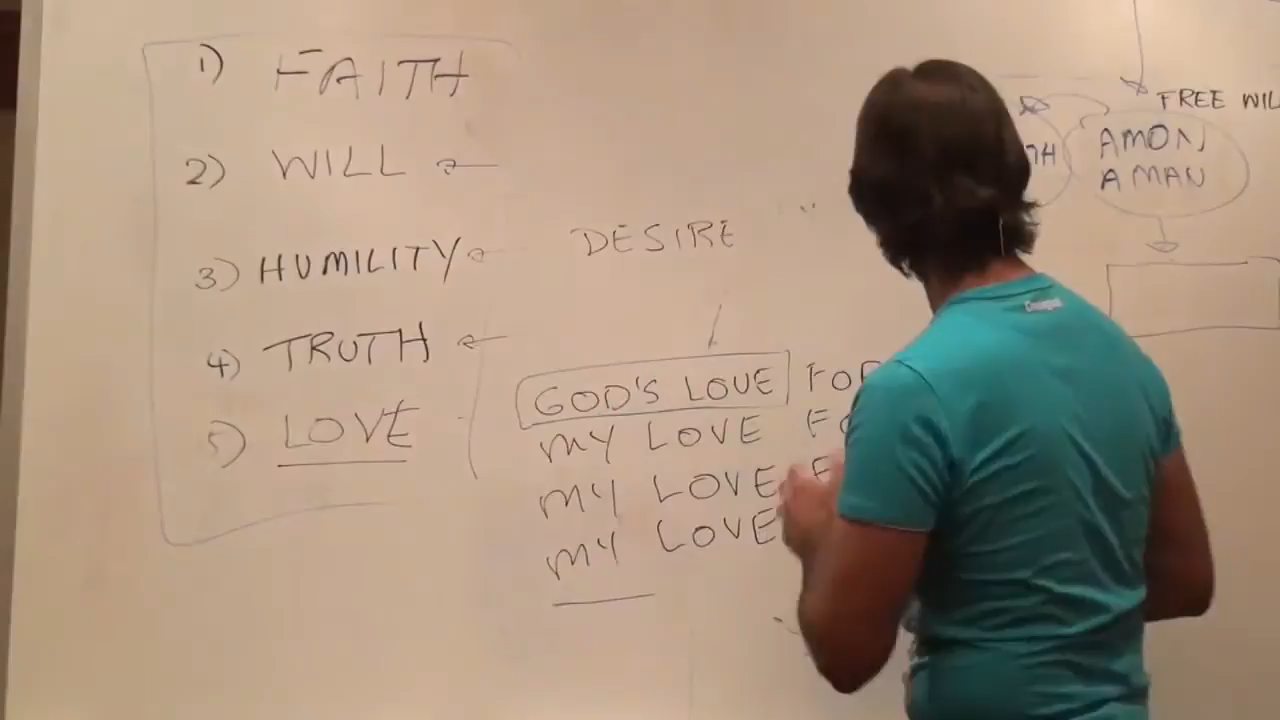 1) FAITH
2) WILL
3) HUMILITY
4) TRUTH
5) LOVE
DESIRE
GOD'S LOVE FOR
MY LOVE
MY LOVE
MY LOVE
FREE WIL
AMON
A MAN